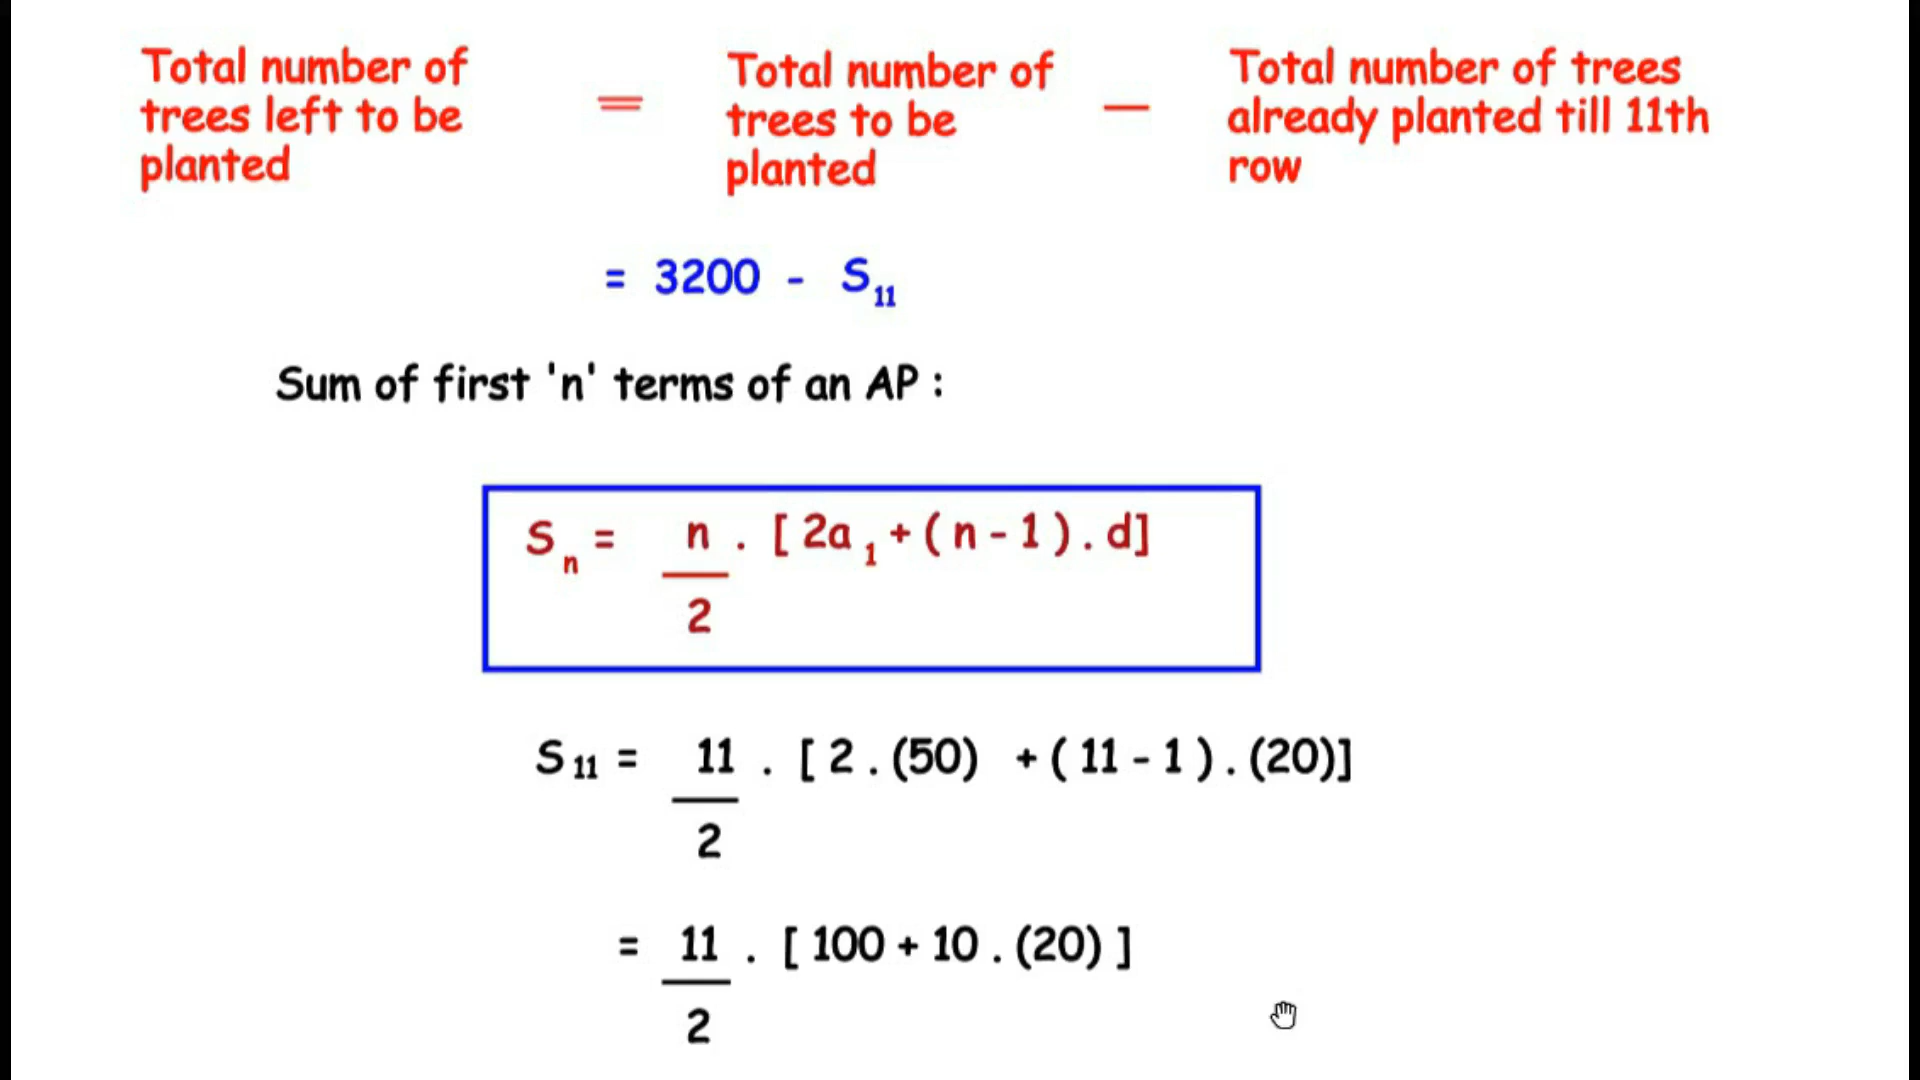 Total number of trees left to be planted = Total number of trees to be planted — Total number of trees already planted till 11th row
= 3200 - S11
Sum of first 'n' terms of an AP :
Sn = n/2 . [ 2a1 + ( n - 1 ) . d]
S11 = 11/2 . [ 2 . (50) + ( 11 - 1 ) . (20)]
= 11/2 . [ 100 + 10 . (20) ]